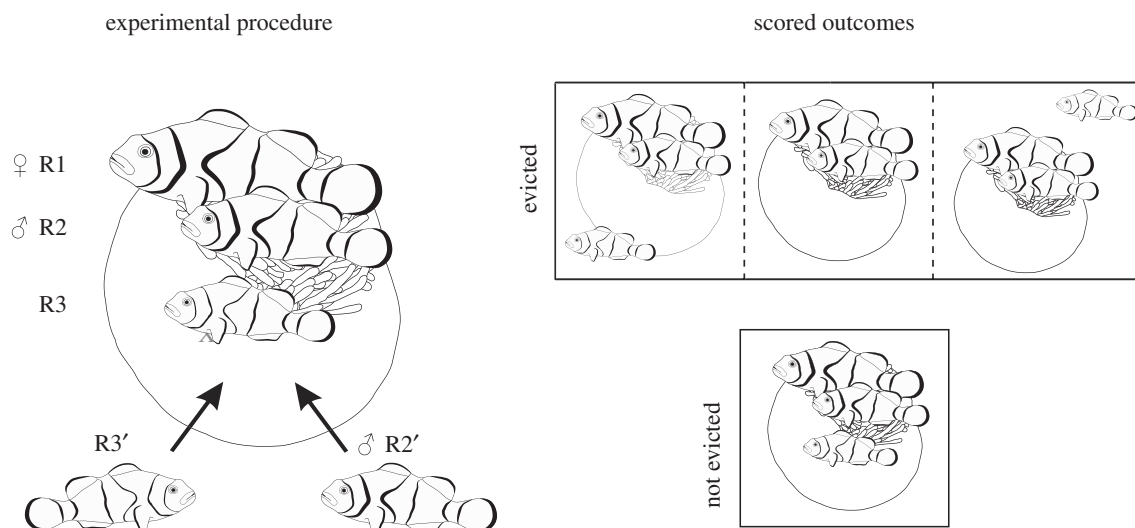 experimental procedure
scored outcomes
♀ R1
♂ R2
R3
R3′
♂ R2′
evicted
not evicted